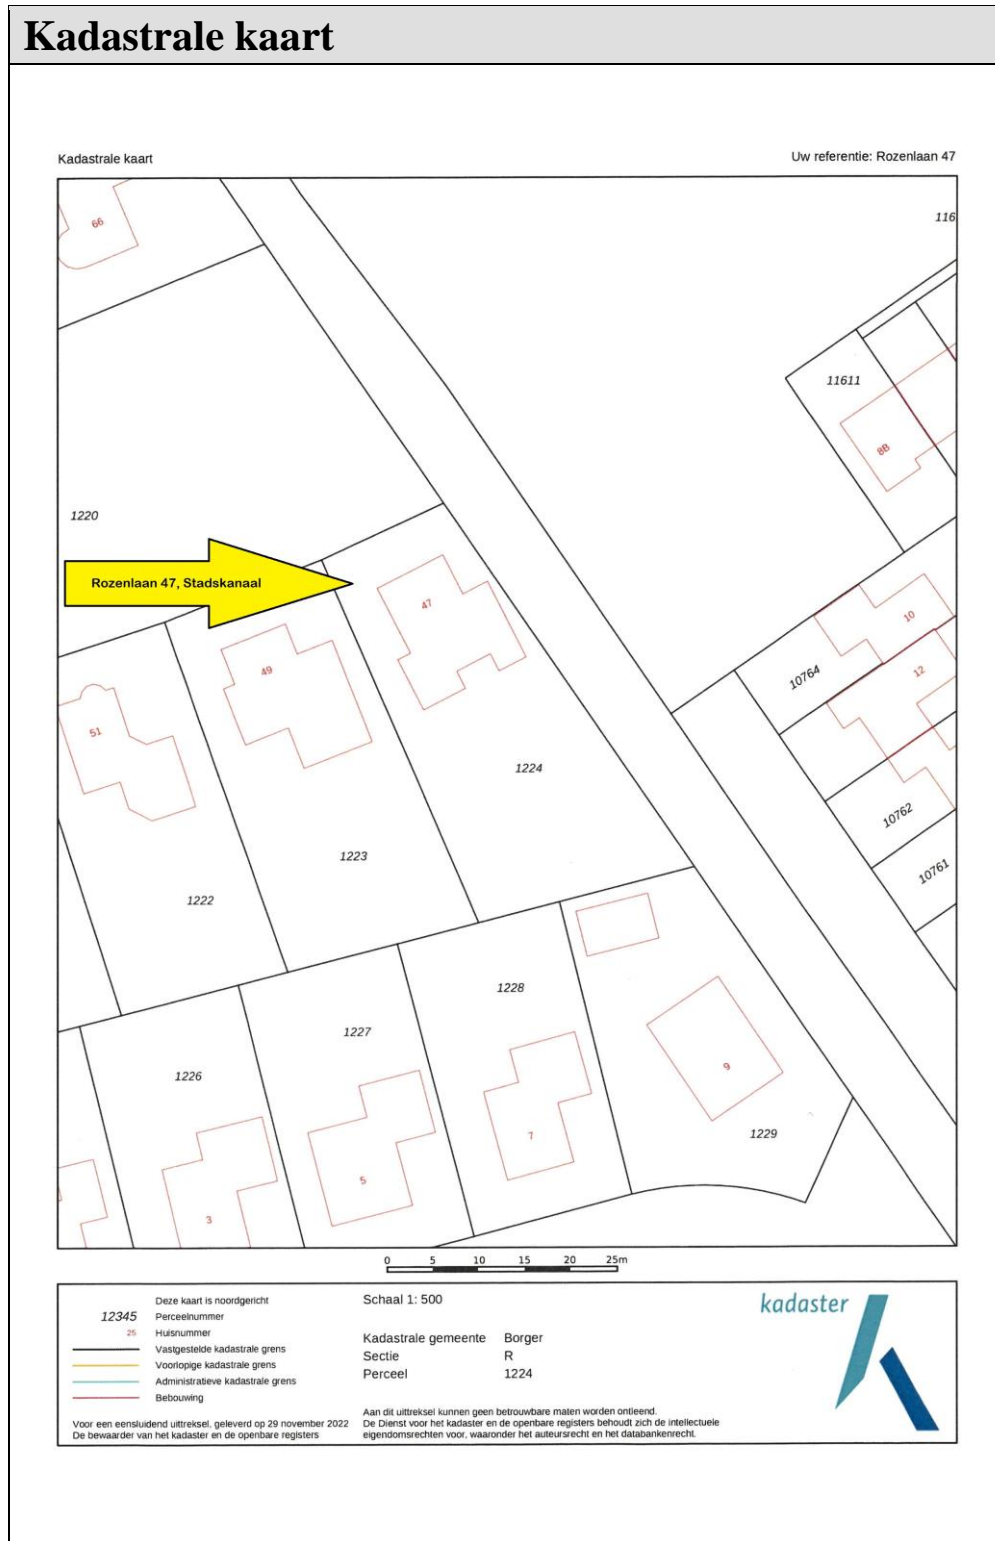 Kadastrale kaart
Kadastrale kaart
Uw referentie: Rozenlaan 47
66
116
11611
8B
1220
Rozenlaan 47, Stadskanaal
47
10
49
10764
12
51
1224
10762
1223
10761
1222
1228
1227
1226
9
7
1229
5
3
0 5 10 15 20 25m
Deze kaart is noordgericht
12345 Perceelnummer
25 Huisnummer
Vastgestelde kadastrale grens
Voorlopige kadastrale grens
Administratieve kadastrale grens
Bebouwing
Voor een eensluidend uittreksel, geleverd op 29 november 2022
De bewaarder van het kadaster en de openbare registers
Schaal 1: 500
Kadastrale gemeente Borger
Sectie R
Perceel 1224
Aan dit uittreksel kunnen geen betrouwbare maten worden ontleend.
De Dienst voor het kadaster en de openbare registers behoudt zich de intellectuele
eigendomsrechten voor, waaronder het auteursrecht en het databankenrecht.
kadaster